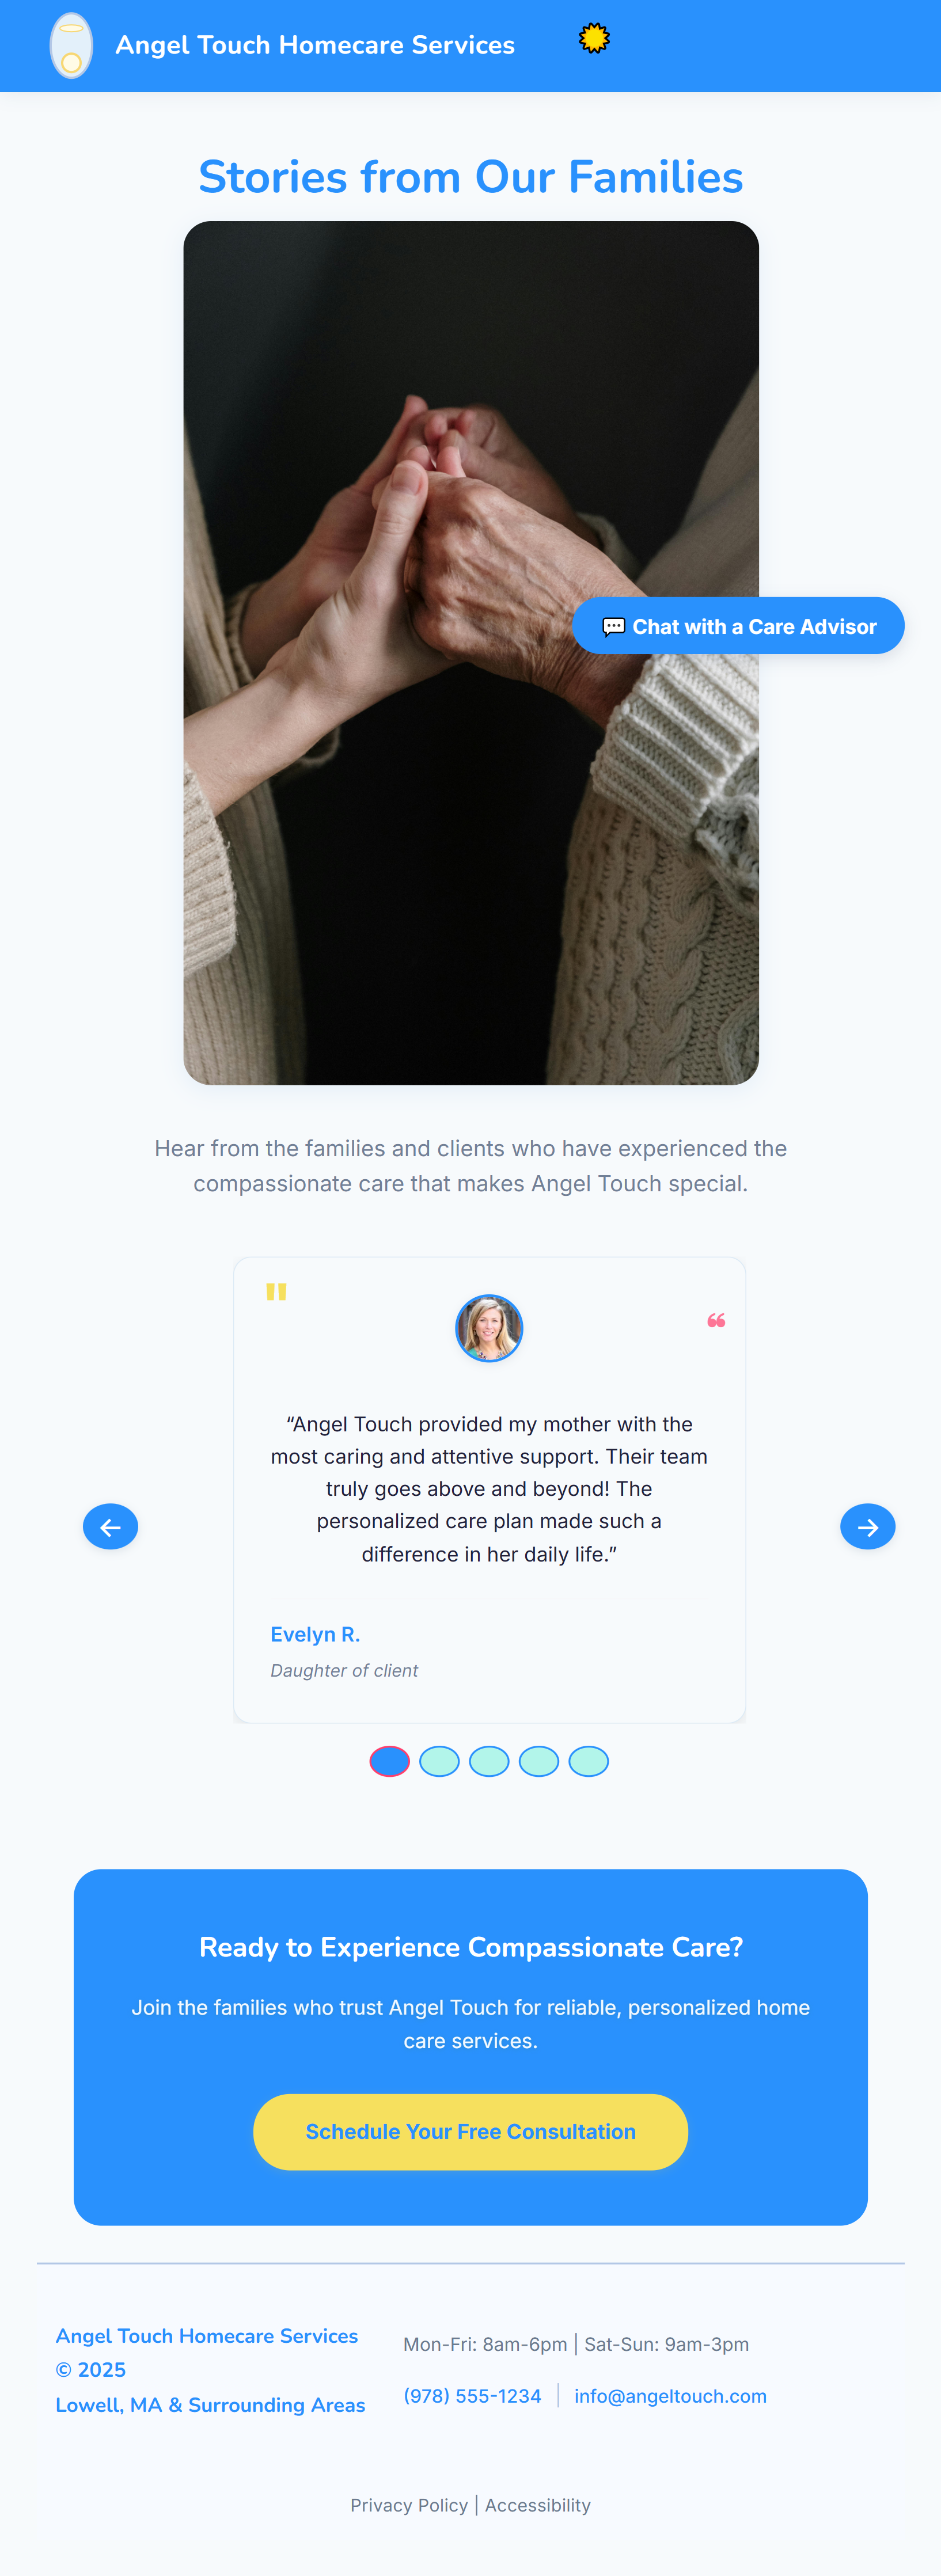 Angel Touch Homecare Services
Stories from Our Families
💬 Chat with a Care Advisor
Hear from the families and clients who have experienced the
compassionate care that makes Angel Touch special.
"
❝
“Angel Touch provided my mother with the
most caring and attentive support. Their team
truly goes above and beyond! The
personalized care plan made such a
difference in her daily life.”
← →
Evelyn R.
Daughter of client
Ready to Experience Compassionate Care?
Join the families who trust Angel Touch for reliable, personalized home
care services.
Schedule Your Free Consultation
Angel Touch Homecare Services
© 2025
Lowell, MA & Surrounding Areas
Mon-Fri: 8am-6pm | Sat-Sun: 9am-3pm
(978) 555-1234 | info@angeltouch.com
Privacy Policy | Accessibility